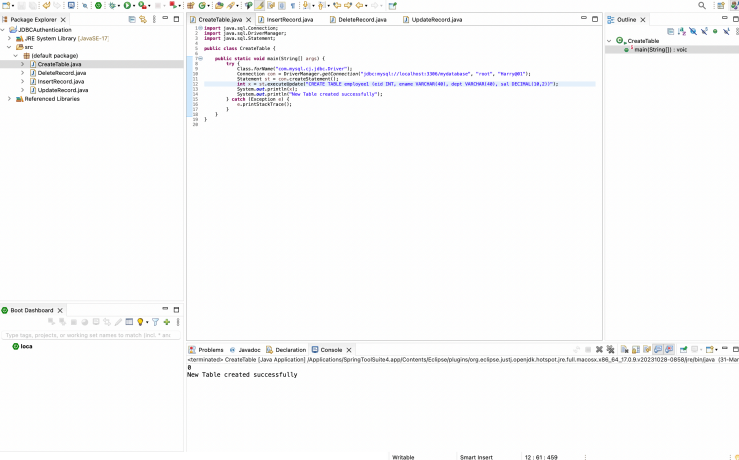 Package Explorer
JDBCAuthentication
JRE System Library [JavaSE-17]
src
(default package)
CreateTable.java
DeleteRecord.java
InsertRecord.java
UpdateRecord.java
Referenced Libraries
CreateTable.java
InsertRecord.java
DeleteRecord.java
UpdateRecord.java
1 import java.sql.Connection;
2 import java.sql.DriverManager;
3 import java.sql.Statement;
4
5 public class CreateTable {
6
7 public static void main(String[] args) {
8 try {
9 Class.forName("com.mysql.cj.jdbc.Driver");
10 Connection con = DriverManager.getConnection("jdbc:mysql://localhost:3306/mydatabase", "root", "Harry@01");
11 Statement st = con.createStatement();
12 int x = st.executeUpdate("CREATE TABLE employee1 (eid INT, ename VARCHAR(40), dept VARCHAR(40), sal DECIMAL(10,2))");
13 System.out.println(x);
14 System.out.println("New Table created successfully");
15 } catch (Exception e) {
16 e.printStackTrace();
17 }
18 }
19 }
20
Outline
CreateTable
main(String[]) : voic
Boot Dashboard
Type tags, projects, or working set names to match (incl. * and
loca
Problems
Javadoc
Declaration
Console
<terminated> CreateTable [Java Application] /Applications/SpringToolSuite4.app/Contents/Eclipse/plugins/org.eclipse.justj.openjdk.hotspot.jre.full.macosx.x86_64_17.0.9.v20231028-0858/jre/bin/java (31-Mar
0
New Table created successfully
Writable
Smart Insert
12 : 61 : 459